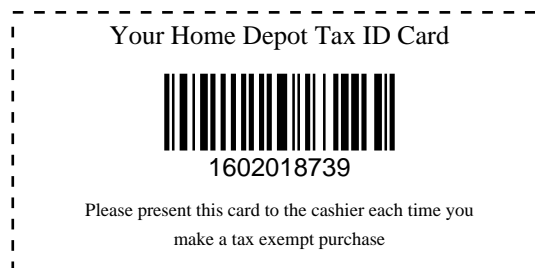 Your Home Depot Tax ID Card
1602018739
Please present this card to the cashier each time you
make a tax exempt purchase